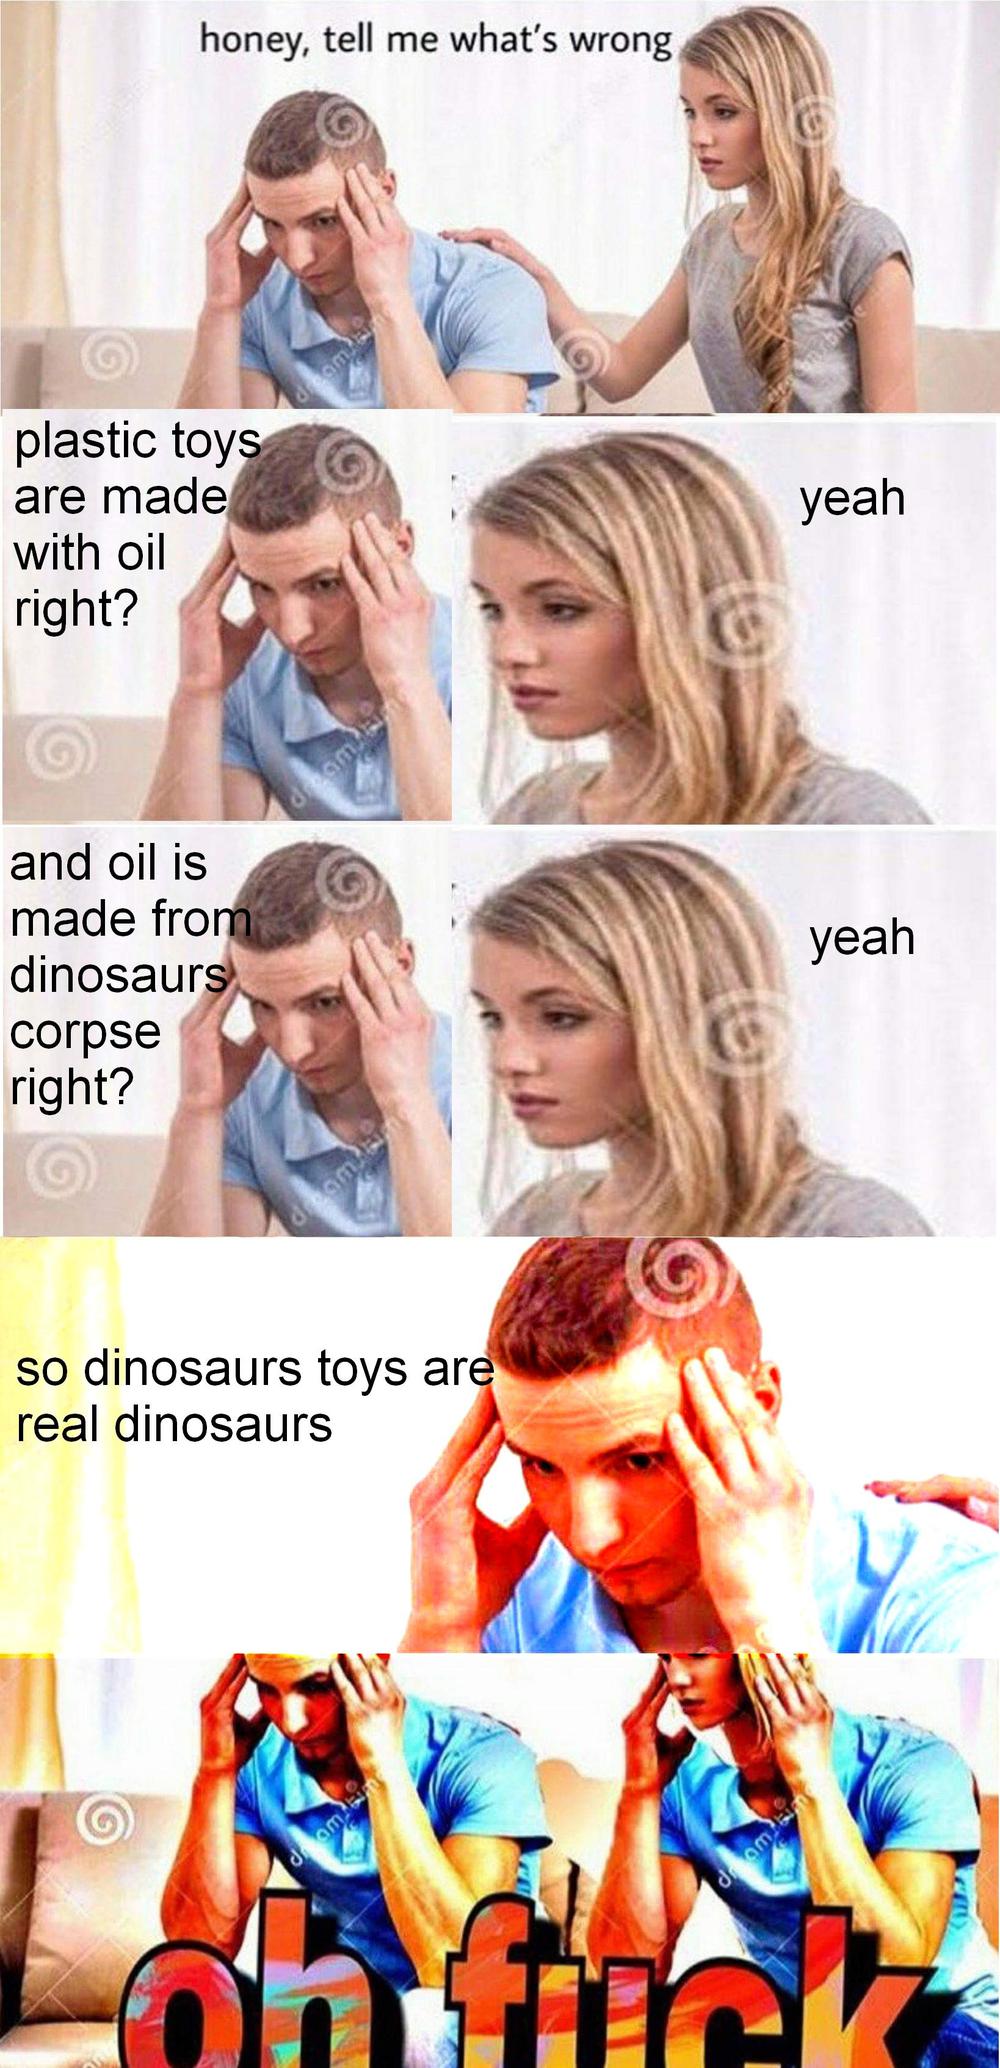 honey, tell me what's wrong
plastic toys
are made
with oil
right?
yeah
and oil is
made from
dinosaurs
corpse
right?
yeah
so dinosaurs toys are
real dinosaurs
oh fuck